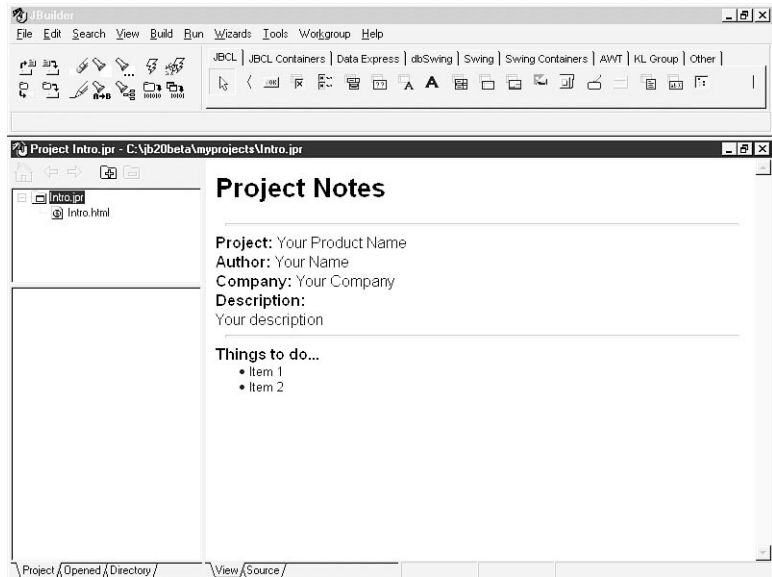 JBuilder
File Edit Search View Build Run Wizards Tools Workgroup Help
JBCL JBCL Containers Data Express dbSwing Swing Swing Containers AWT KL Group Other
Project Intro.jpr - C:\jb20beta\myprojects\Intro.jpr
Intro.jpr
Intro.html
Project Notes
Project: Your Product Name
Author: Your Name
Company: Your Company
Description:
Your description
Things to do...
• Item 1
• Item 2
Project Opened Directory
View Source